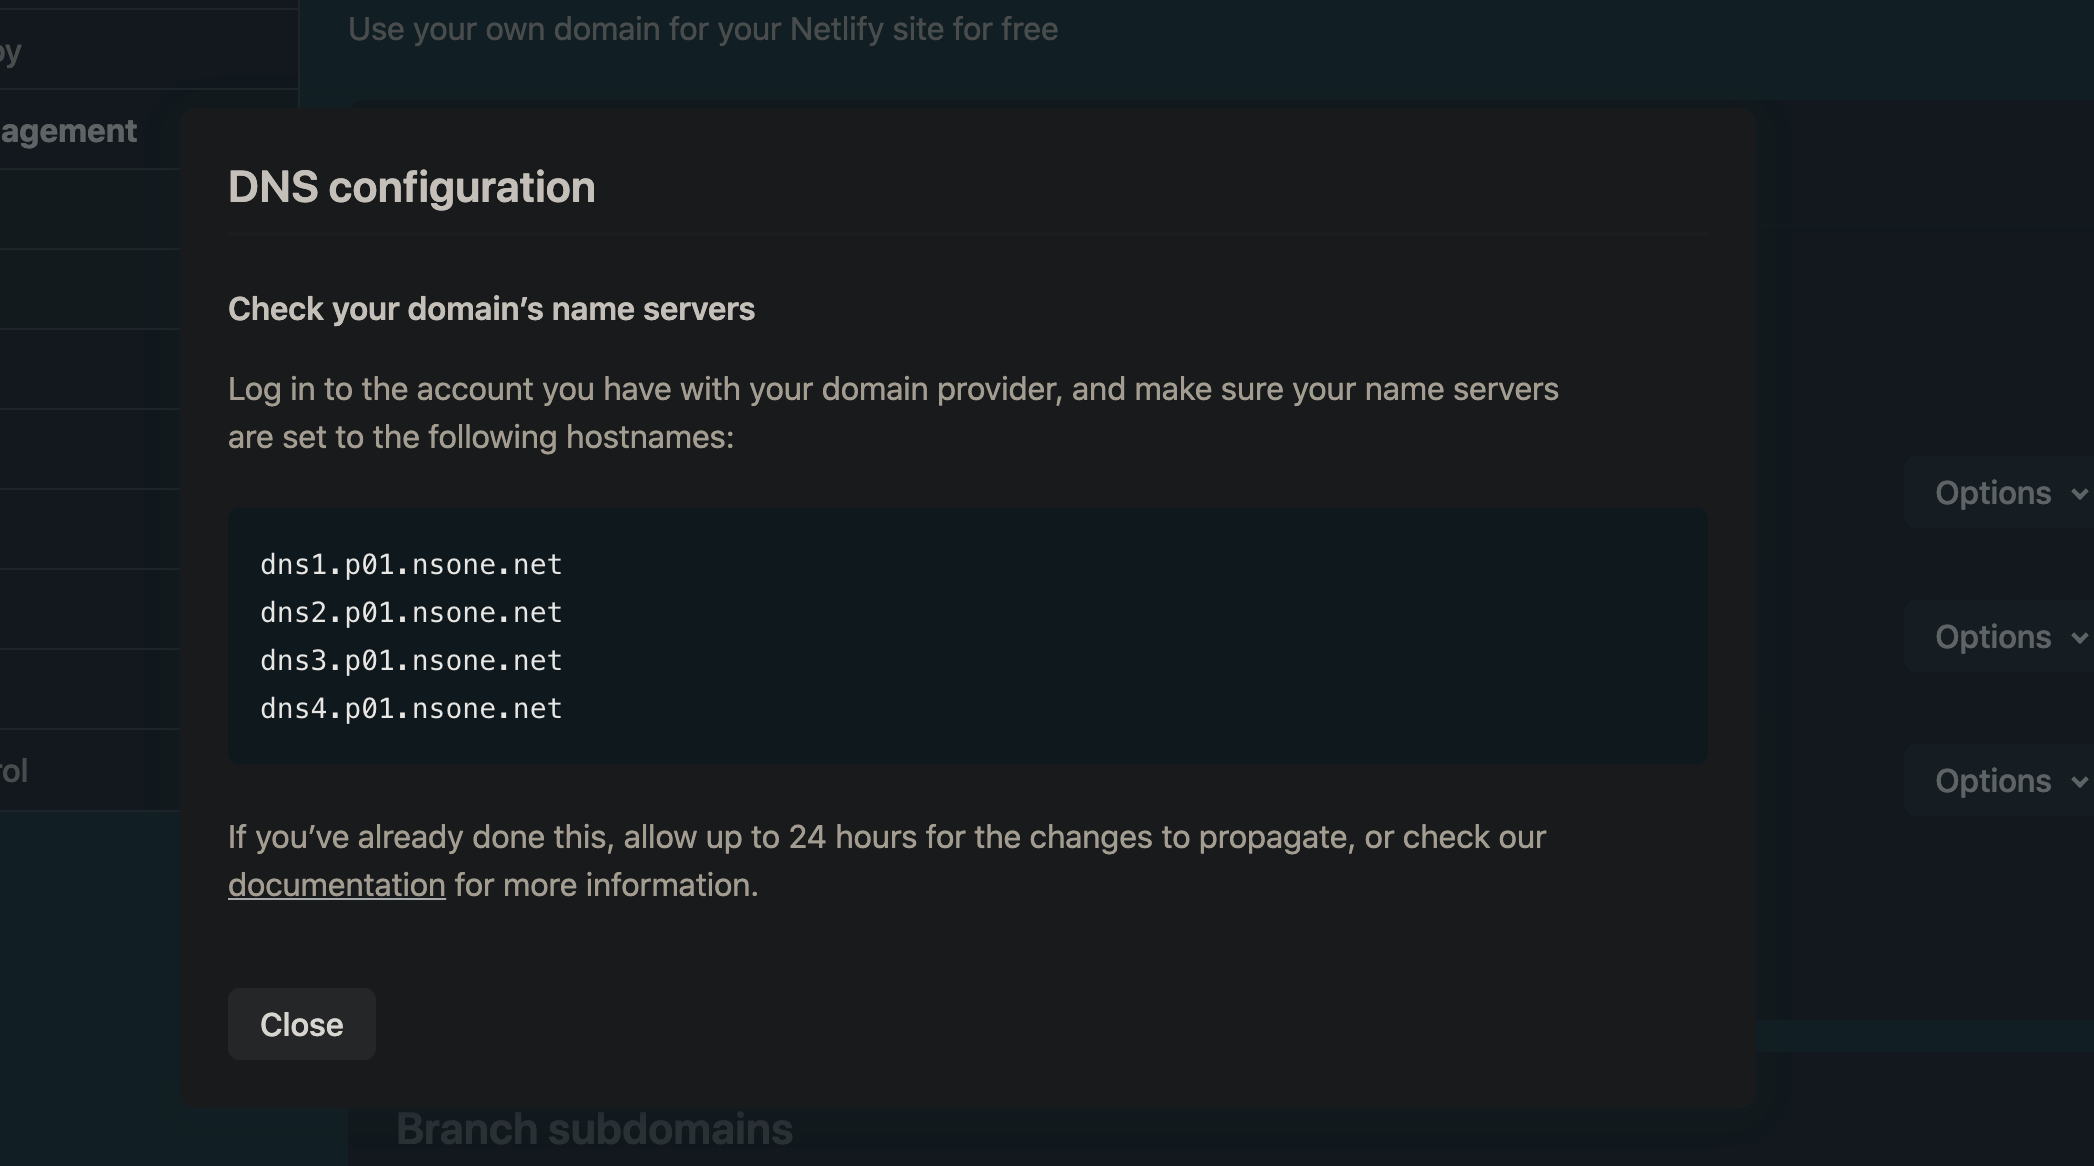 Use your own domain for your Netlify site for free
by
agement
DNS configuration
Check your domain’s name servers
Log in to the account you have with your domain provider, and make sure your name servers
are set to the following hostnames:
dns1.p01.nsone.net
dns2.p01.nsone.net
dns3.p01.nsone.net
dns4.p01.nsone.net
Options
Options
Options
rol
If you’ve already done this, allow up to 24 hours for the changes to propagate, or check our
documentation for more information.
Close
Branch subdomains